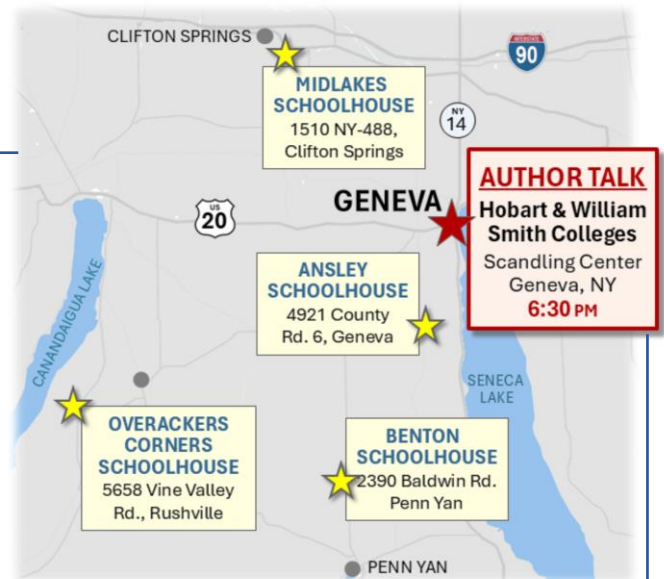 CLIFTON SPRINGS
INTERSTATE
90
MIDLAKES
SCHOOLHOUSE
1510 NY-488,
Clifton Springs
NY
14
US
20
GENEVA
AUTHOR TALK
Hobart & William
Smith Colleges
Scandling Center
Geneva, NY
6:30 PM
ANSLEY
SCHOOLHOUSE
4921 County
Rd. 6, Geneva
CANANDAIGUA LAKE
SENECA
LAKE
OVERACKERS
CORNERS
SCHOOLHOUSE
5658 Vine Valley
Rd., Rushville
BENTON
SCHOOLHOUSE
2390 Baldwin Rd.
Penn Yan
PENN YAN